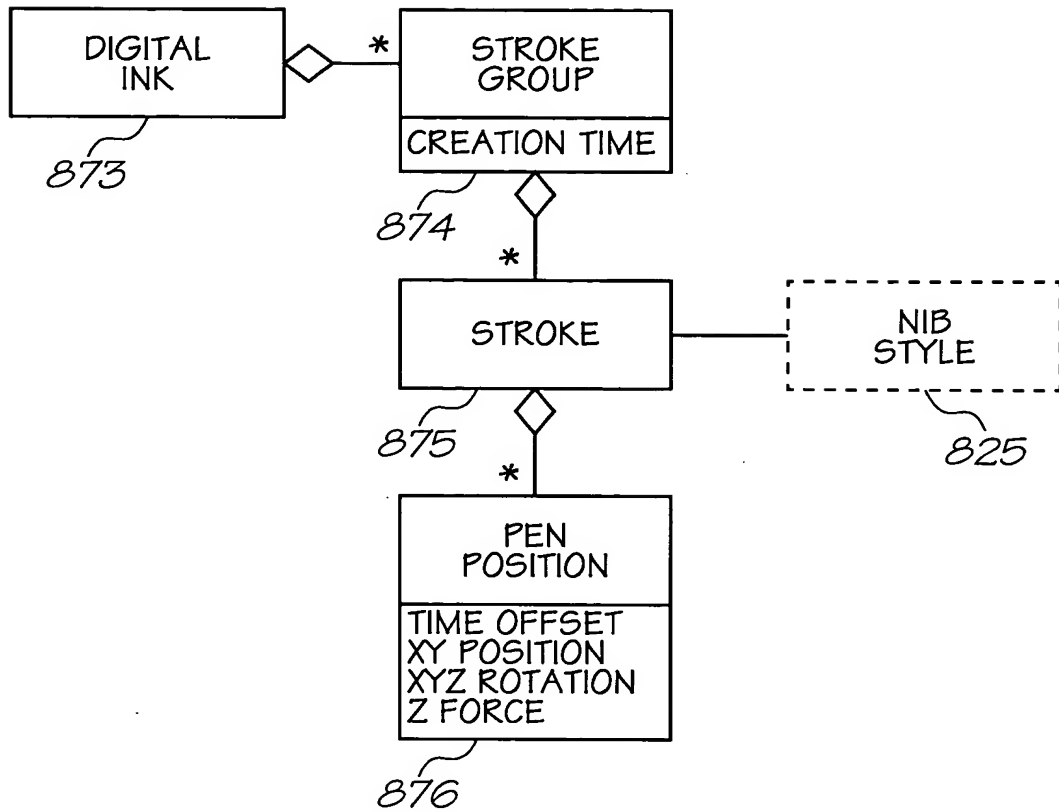 DIGITAL
INK
873
*
STROKE
GROUP
CREATION TIME
874
*
STROKE
875
NIB
STYLE
825
*
PEN
POSITION
TIME OFFSET
XY POSITION
XYZ ROTATION
Z FORCE
876